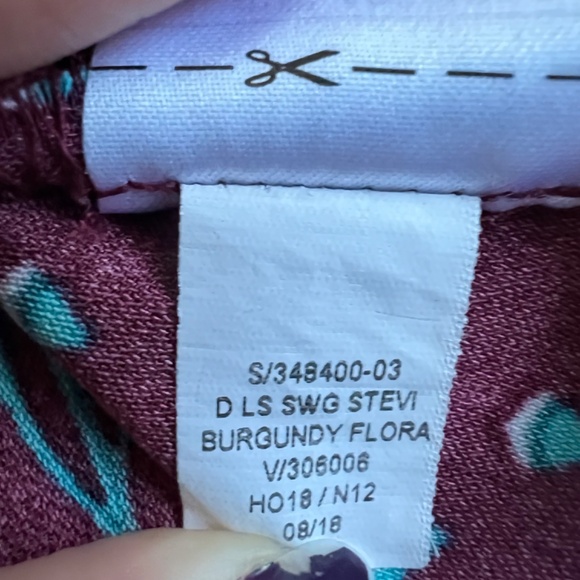 S/348400-03
D LS SWG STEVI
BURGUNDY FLORA
V/306006
HO18 / N12
08/18